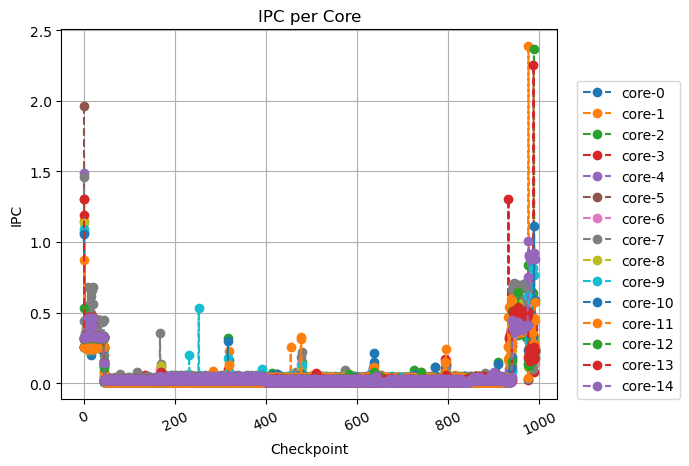 IPC per Core
2.5
2.0
1.5
1.0
0.5
0.0
IPC
0
200
400
600
800
1000
Checkpoint
core-0
core-1
core-2
core-3
core-4
core-5
core-6
core-7
core-8
core-9
core-10
core-11
core-12
core-13
core-14